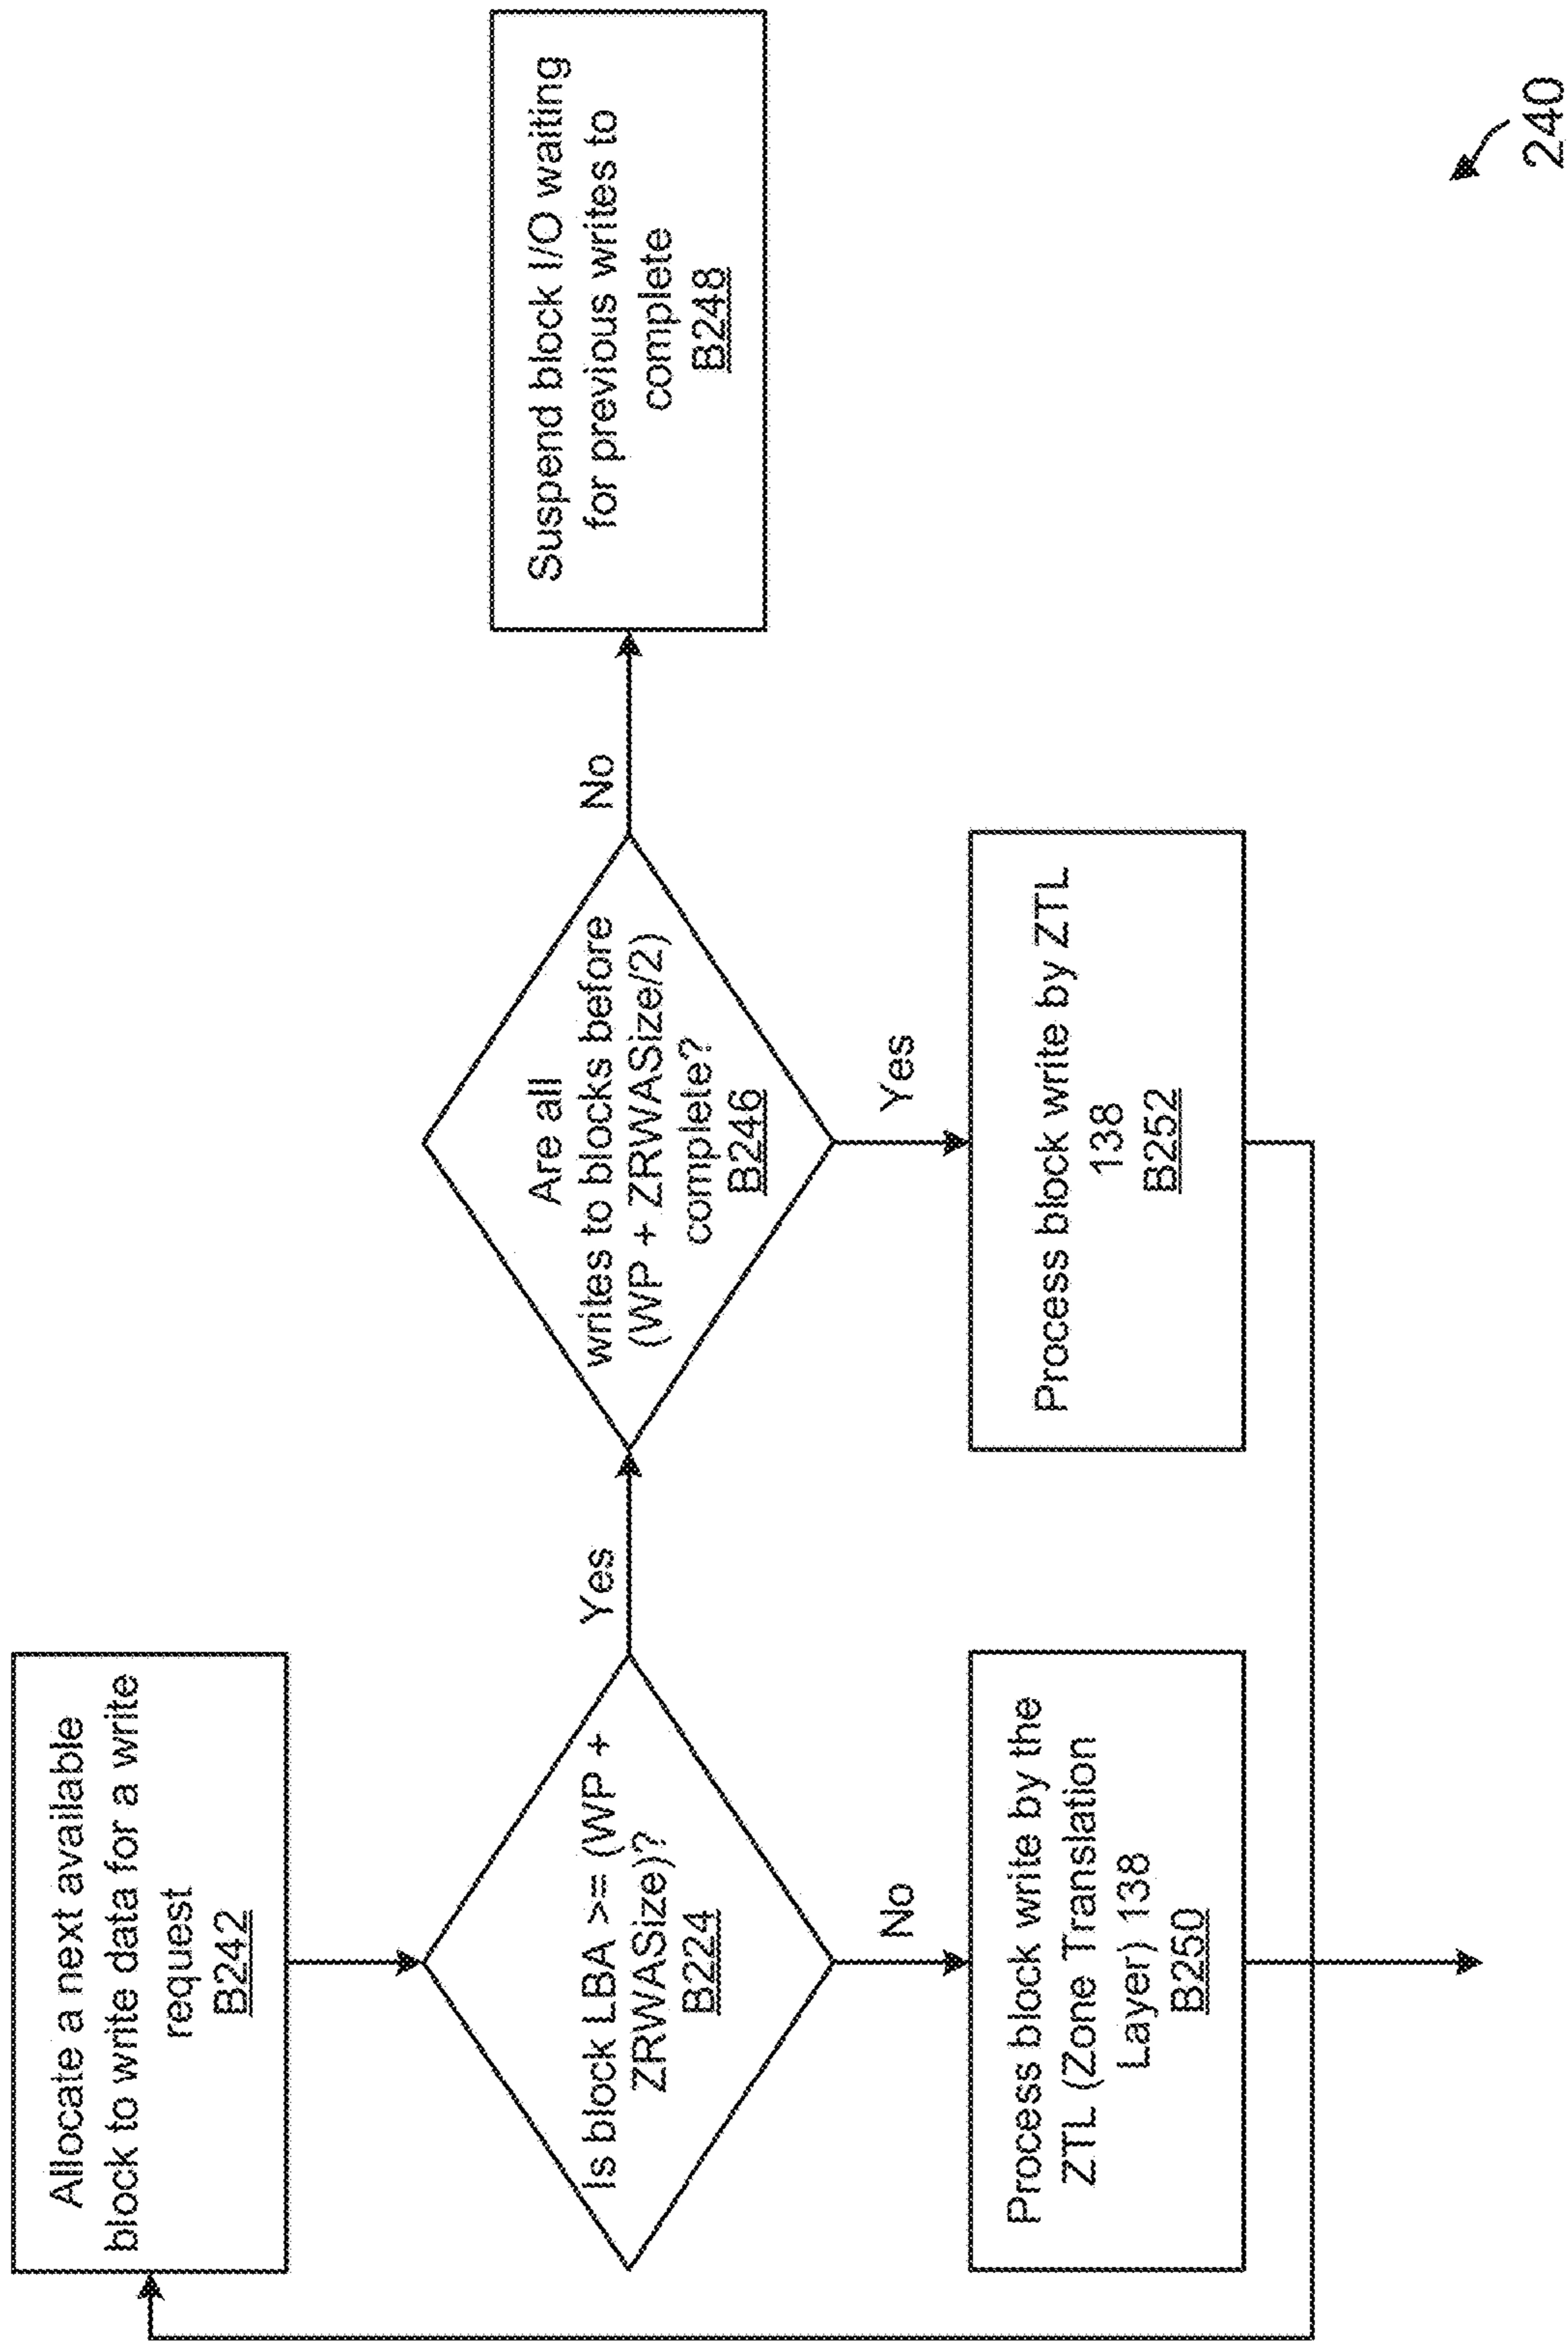 Allocate a next available
block to write data for a write
request
B242
Is block LBA >= (WP +
ZRWASize)?
B224
Yes
No
Are all
writes to blocks before
(WP + ZRWASize/2)
complete?
B246
No
Yes
Suspend block I/O waiting
for previous writes to
complete
B248
Process block write by the
ZTL (Zone Translation
Layer) 138
B250
Process block write by ZTL
138
B252
240